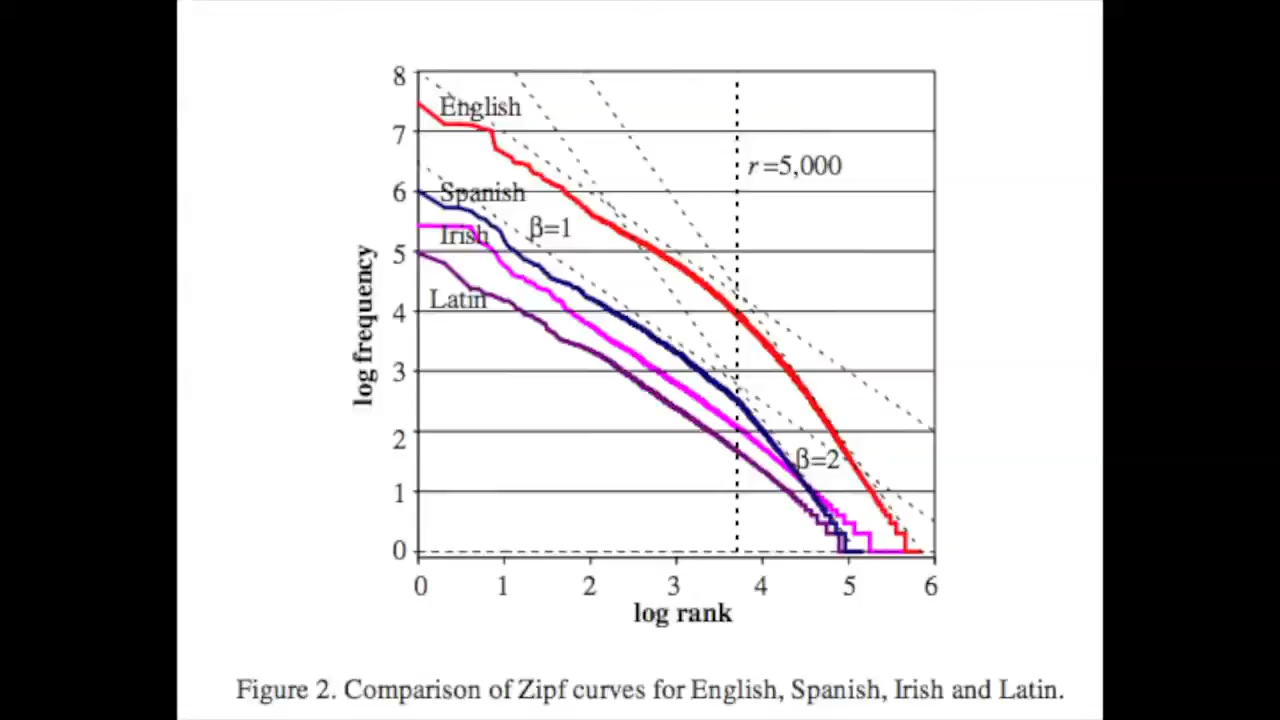 8
English
7
r=5,000
6
Spanish
β=1
Irish
5
Latin
4
3
2
β=2
1
0
log frequency
0 1 2 3 4 5 6
log rank
Figure 2. Comparison of Zipf curves for English, Spanish, Irish and Latin.